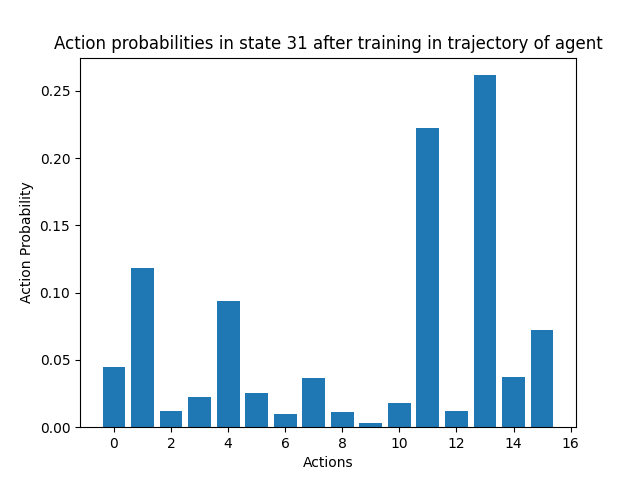 Action probabilities in state 31 after training in trajectory of agent
0.25
0.20
0.15
0.10
0.05
0.00
Action Probability
0 2 4 6 8 10 12 14 16
Actions